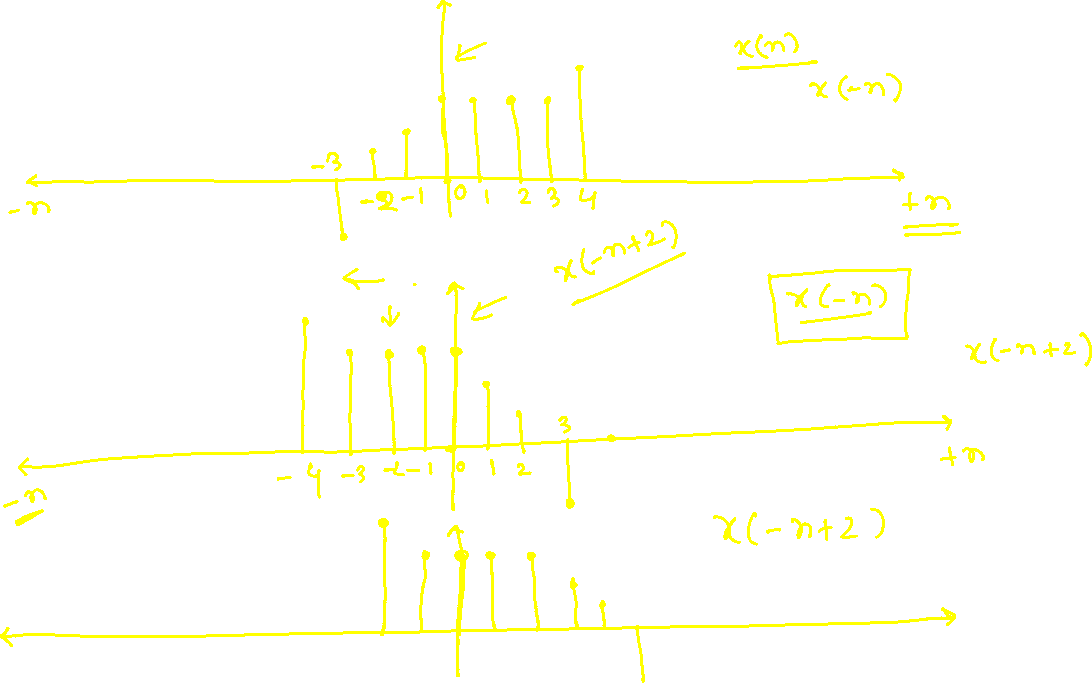 x(n)
x(-n)
-3
-2 -1 0 1 2 3 4
-n
+n
x(-n+2)
x(-n)
x(-n+2)
3
-4 -3 -2 -1 0 1 2
+n
-n
x(-n+2)